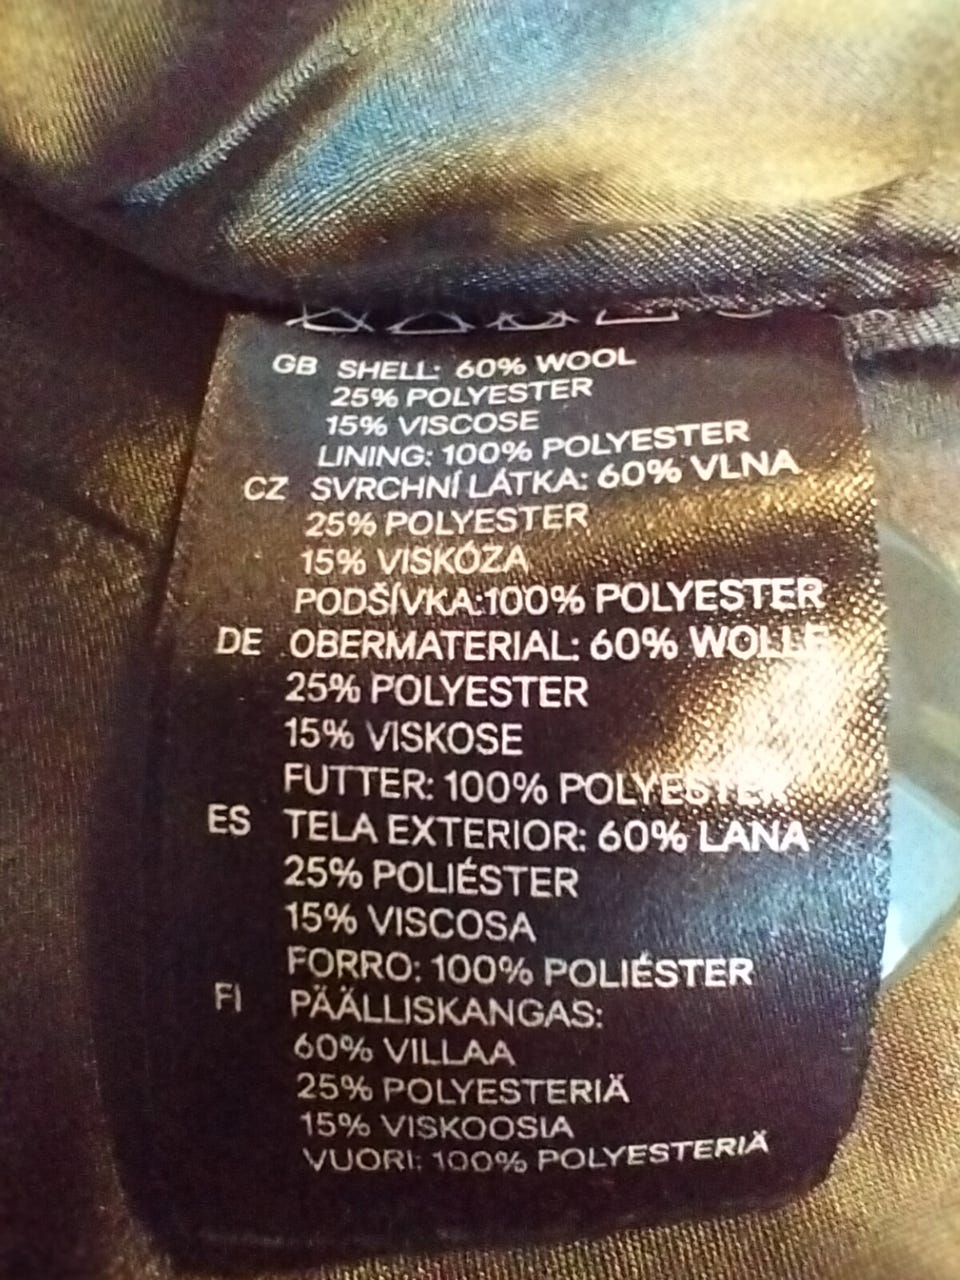 GB SHELL: 60% WOOL
25% POLYESTER
15% VISCOSE
LINING: 100% POLYESTER
CZ SVRCHNÍ LÁTKA: 60% VLNA
25% POLYESTER
15% VISKÓZA
PODŠÍVKA:100% POLYESTER
DE OBERMATERIAL: 60% WOLLE
25% POLYESTER
15% VISKOSE
FUTTER: 100% POLYESTER
ES TELA EXTERIOR: 60% LANA
25% POLIÉSTER
15% VISCOSA
FORRO: 100% POLIÉSTER
FI PÄÄLLISKANGAS:
60% VILLAA
25% POLYESTERIÄ
15% VISKOOSIA
VUORI: 100% POLYESTERIÄ